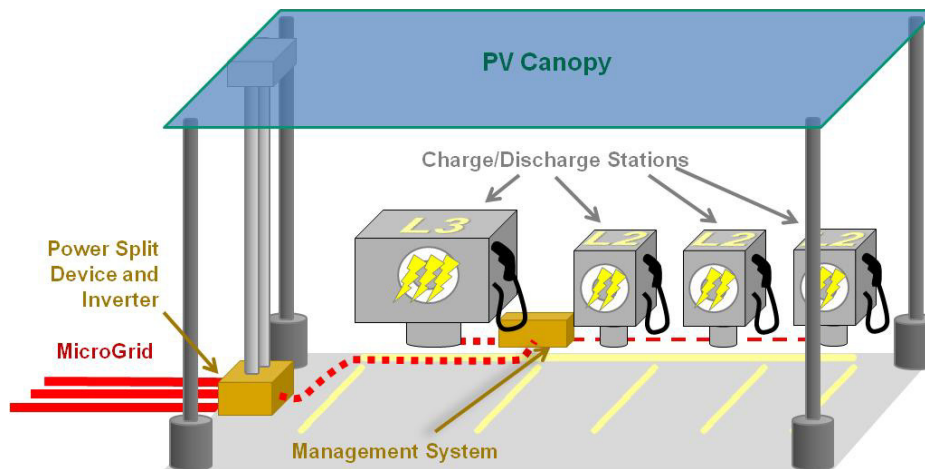 PV Canopy
Charge/Discharge Stations
L3
L2
L2
L2
Power Split
Device and
Inverter
MicroGrid
Management System